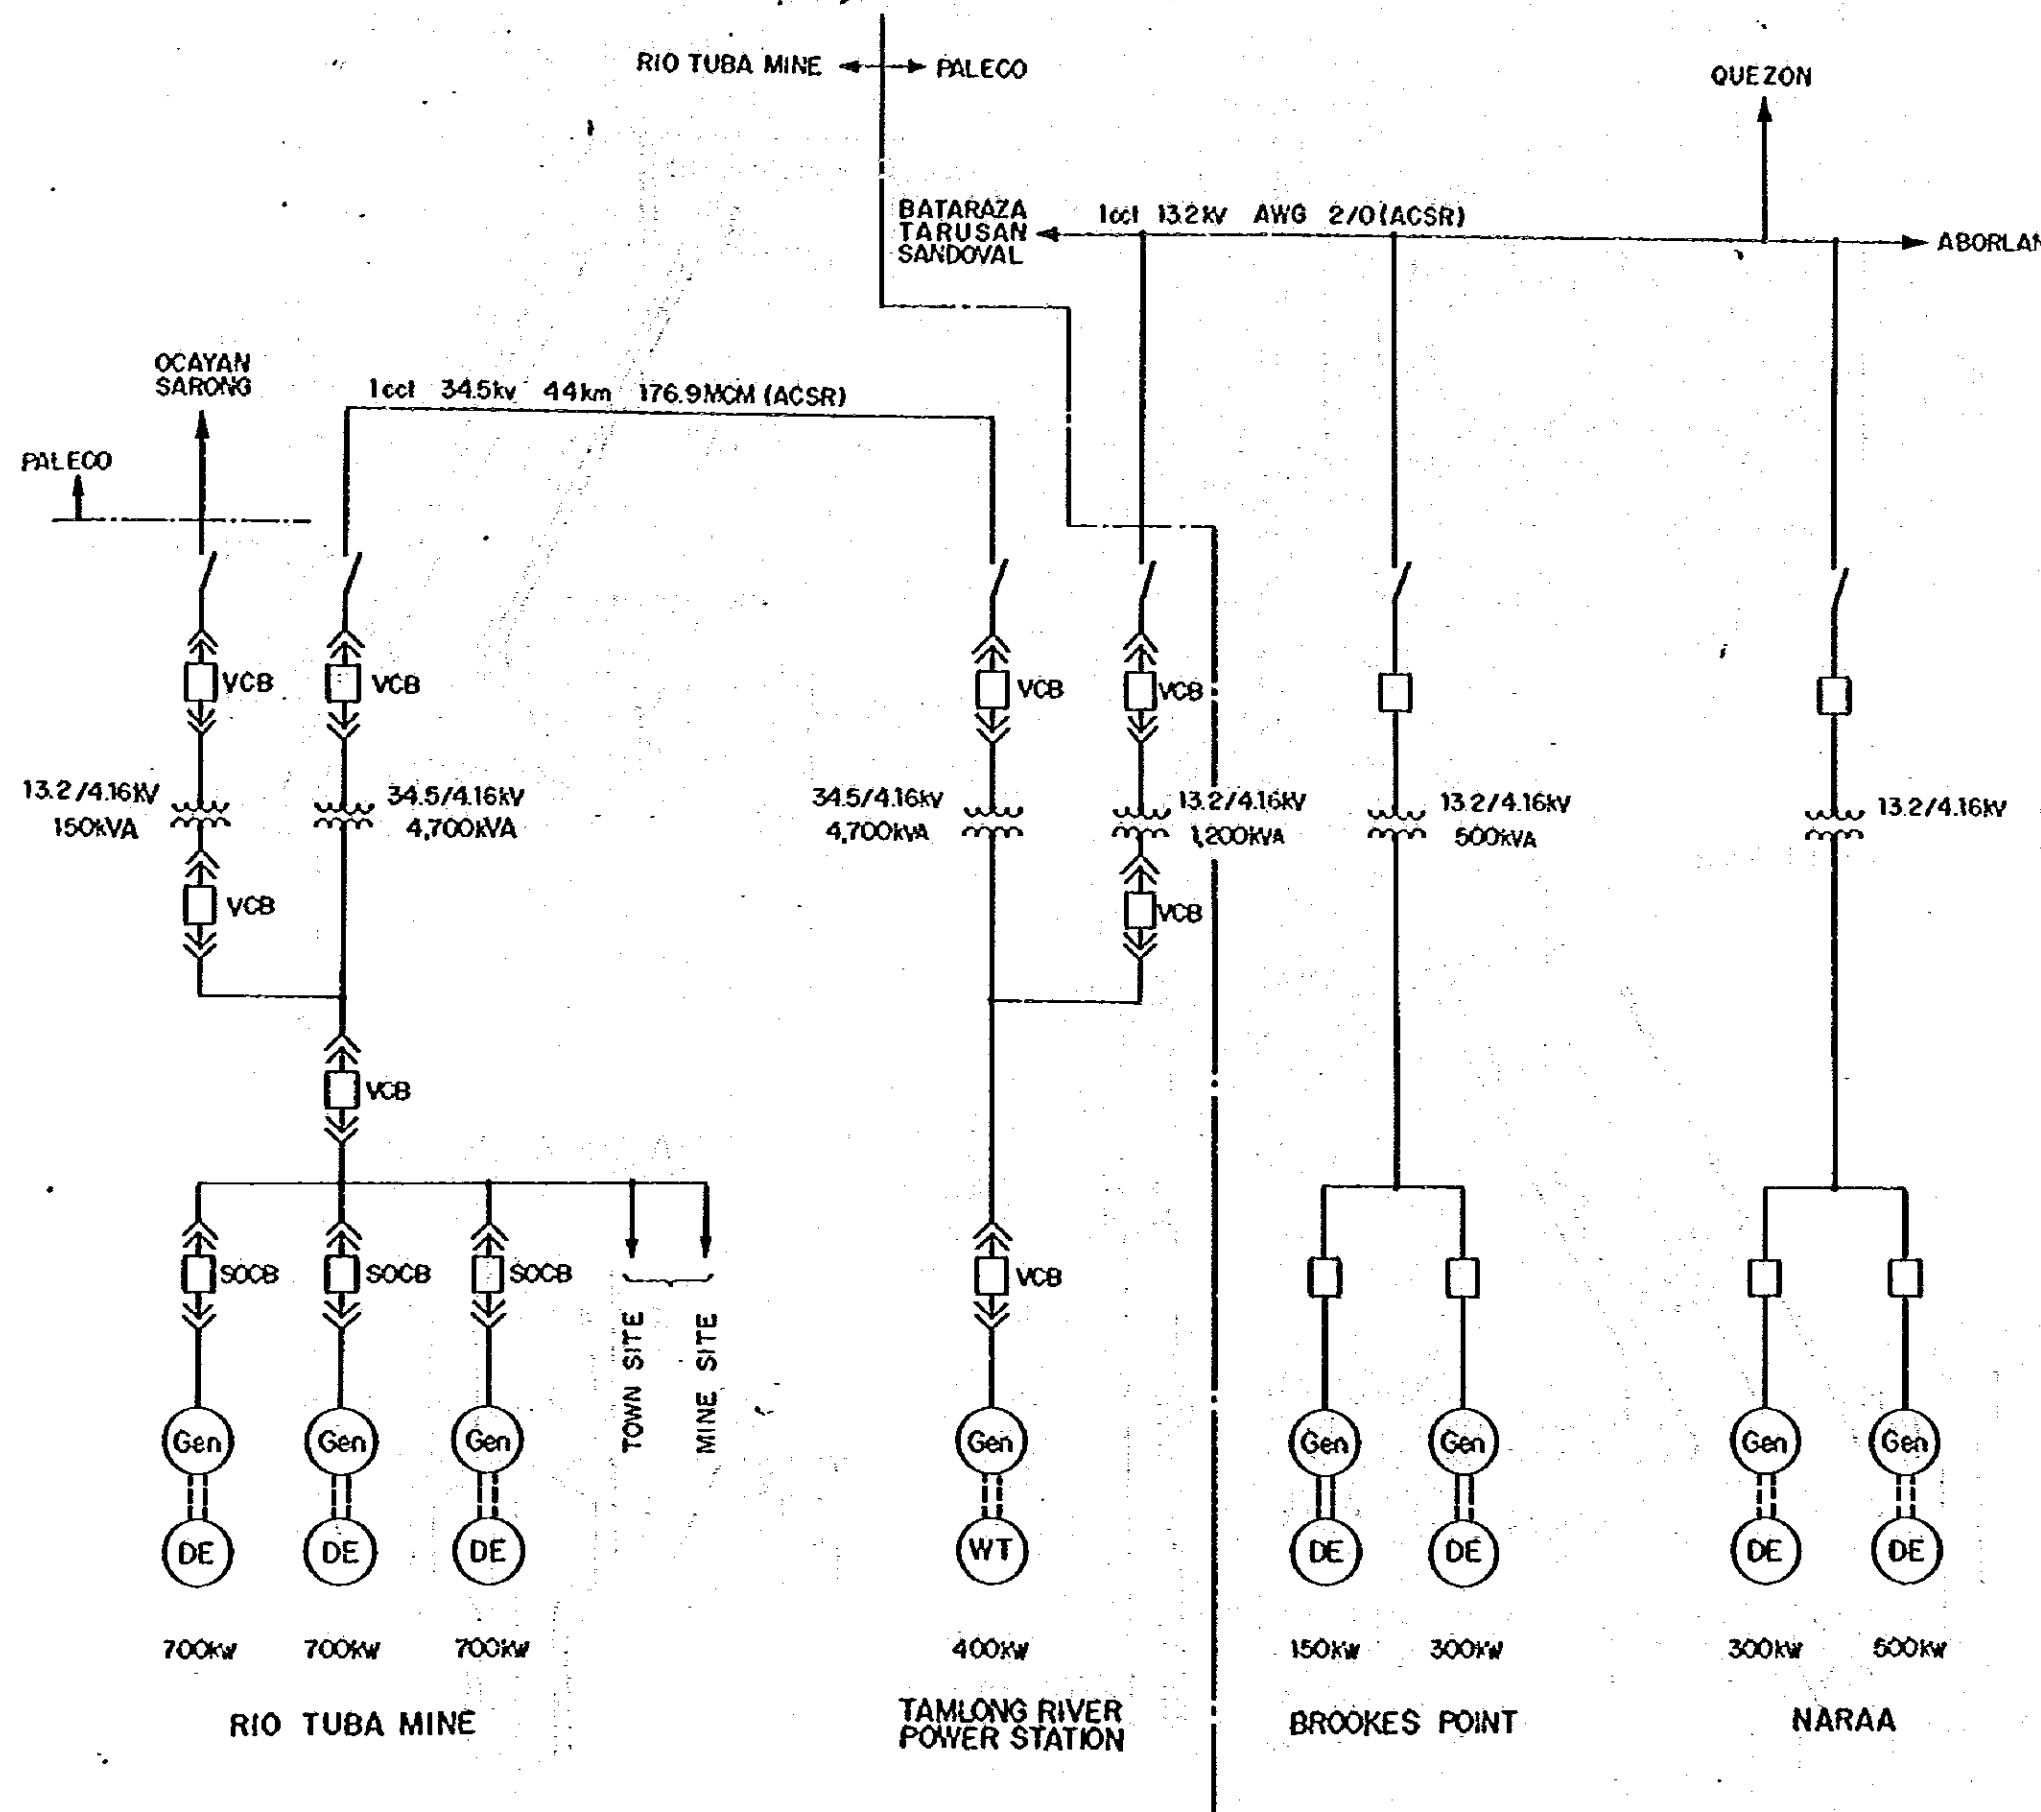 RIO TUBA MINE
PALECO
QUEZON
BATARAZA
TARUSAN
SANDOVAL
1cct 13.2kV AWG 2/0(ACSR)
ABORLAN
OCAYAN
SARONG
1cct 34.5kv 44km 176.9MCM (ACSR)
PALECO
VCB
VCB
VCB
VCB
13.2/4.16kV
150kVA
34.5/4.16kV
4,700kVA
34.5/4.16kV
4,700kVA
13.2/4.16kV
1,200kVA
13.2/4.16kV
500kVA
13.2/4.16kV
VCB
VCB
VCB
SOCB
SOCB
SOCB
VCB
TOWN SITE
MINE SITE
Gen
Gen
Gen
Gen
Gen
Gen
Gen
Gen
DE
DE
DE
WT
DE
DE
DE
DE
700kW
700kW
700kW
400kW
150kW
300kW
300kW
500kW
RIO TUBA MINE
TAMLONG RIVER
POWER STATION
BROOKES POINT
NARAA